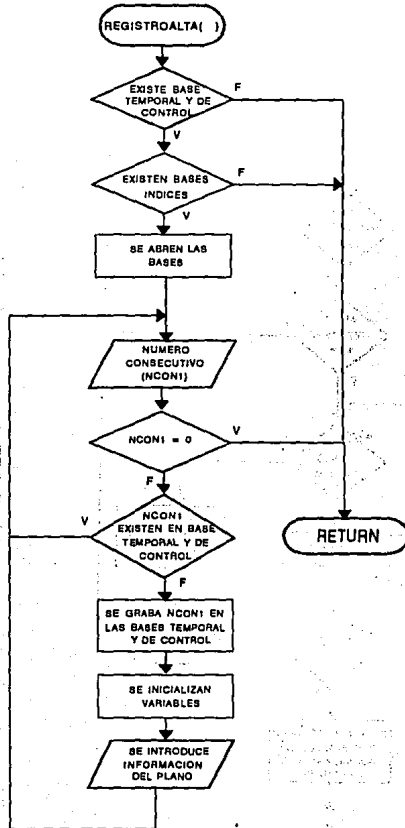 REGISTROALTA( )
EXISTE BASE
TEMPORAL Y DE
CONTROL
F
V
EXISTEN BASES
INDICES
F
V
SE ABREN LAS
BASES
NUMERO
CONSECUTIVO
(NCON1)
NCON1 = 0
V
F
NCON1
EXISTEN EN BASE
TEMPORAL Y DE
CONTROL
V
F
RETURN
SE GRABA NCON1 EN
LAS BASES TEMPORAL
Y DE CONTROL
SE INICIALIZAN
VARIABLES
SE INTRODUCE
INFORMACION
DEL PLANO